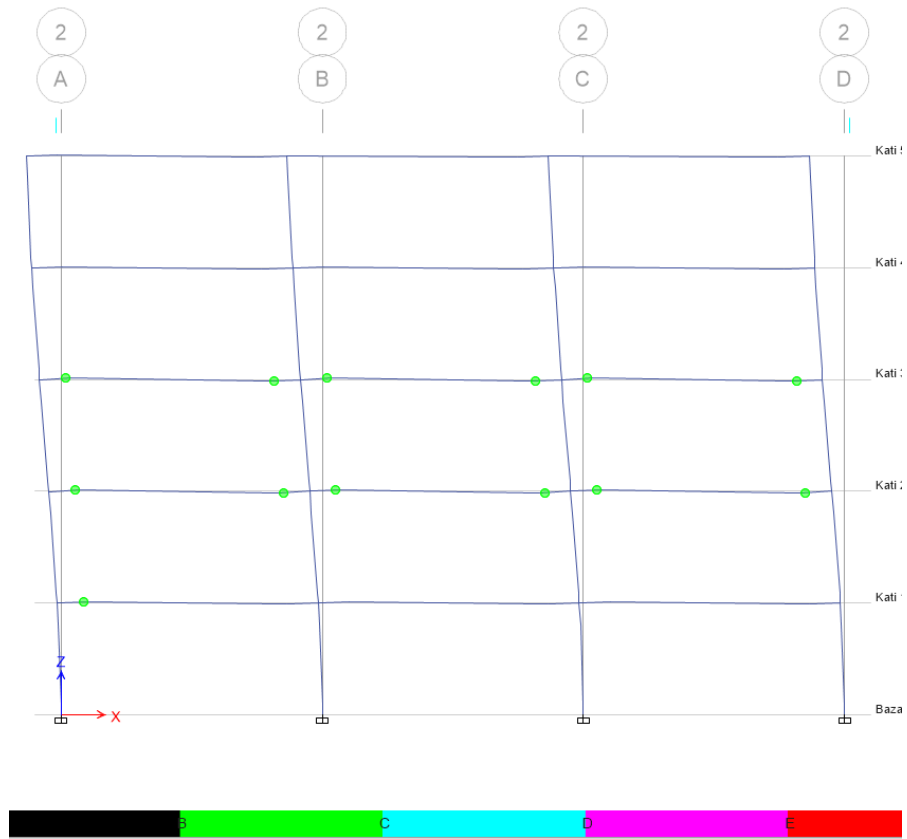 2 2 2 2
A B C D
Kati 5
Kati 4
Kati 3
Kati 2
Kati 1
Z
X
Baza
B C D E